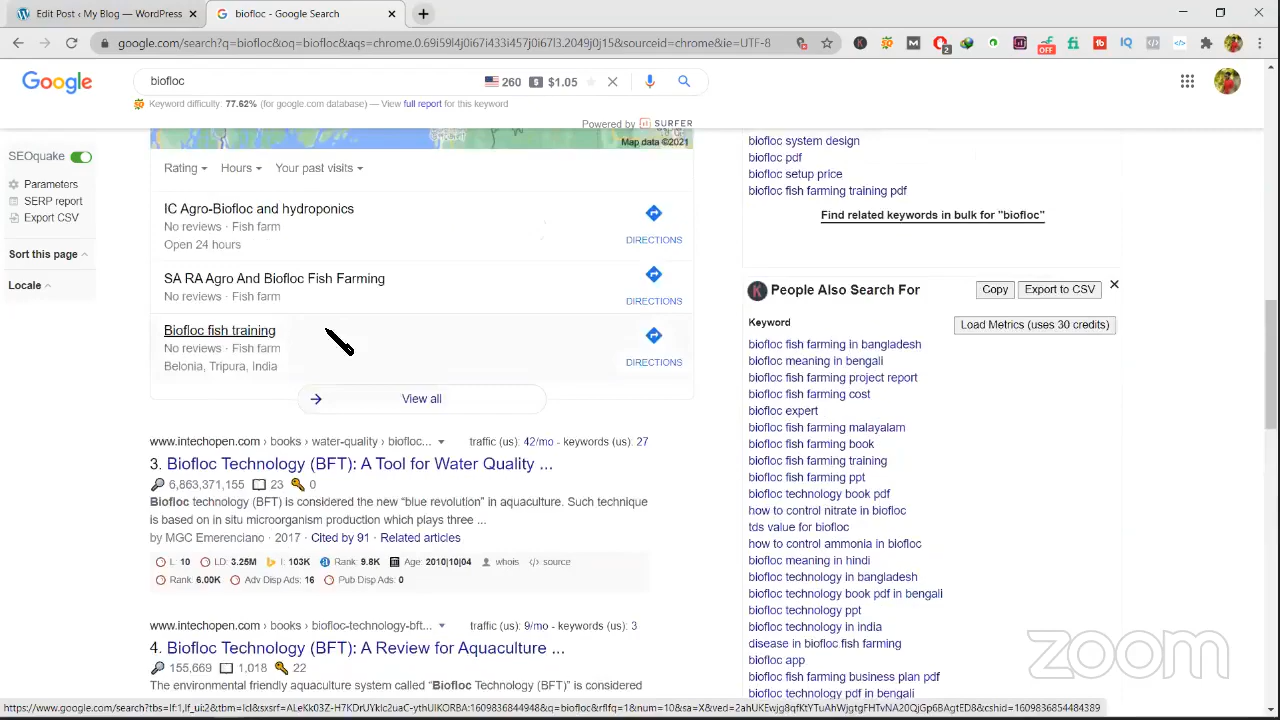 Edit Post ‹ My Blog — WordPress
biofloc - Google Search
google.com/search?q=biofloc&oq=biofloc&aqs=chrome.0j69i59l4j0i67l433i457j0i67l3.2049j0j15&sourceid=chrome&ie=UTF-8
2
OFF
Google
biofloc
260 $ $1.05
Keyword difficulty: 77.62% (for google.com database) — View full report for this keyword
Powered by SURFER
SEOquake
Parameters
SERP report
Export CSV
Sort this page
Locale
Map data ©2021
Rating Hours Your past visits
IC Agro-Biofloc and hydroponics
No reviews · Fish farm
Open 24 hours
DIRECTIONS
SA RA Agro And Biofloc Fish Farming
No reviews · Fish farm
DIRECTIONS
Biofloc fish training
No reviews · Fish farm
Belonia, Tripura, India
DIRECTIONS
View all
www.intechopen.com › books › water-quality › biofloc... traffic (us): 42/mo - keywords (us): 27
3. Biofloc Technology (BFT): A Tool for Water Quality ...
6,863,371,155 23 0
Biofloc technology (BFT) is considered the new “blue revolution” in aquaculture. Such technique
is based on in situ microorganism production which plays three ...
by MGC Emerenciano · 2017 · Cited by 91 · Related articles
L: 10 LD: 3.25M I: 103K Rank: 9.8K Age: 2010|10|04 whois source
Rank: 6.00K Adv Disp Ads: 16 Pub Disp Ads: 0
www.intechopen.com › books › biofloc-technology-bft... traffic (us): 9/mo - keywords (us): 3
4. Biofloc Technology (BFT): A Review for Aquaculture ...
155,669 1,018 22
The environmental friendly aquaculture system called “Biofloc Technology (BFT)” is considered
biofloc system design
biofloc pdf
biofloc setup price
biofloc fish farming training pdf
Find related keywords in bulk for "biofloc"
K People Also Search For Copy Export to CSV
Keyword Load Metrics (uses 30 credits)
biofloc fish farming in bangladesh
biofloc meaning in bengali
biofloc fish farming project report
biofloc fish farming cost
biofloc expert
biofloc fish farming malayalam
biofloc fish farming book
biofloc fish farming training
biofloc fish farming ppt
biofloc technology book pdf
how to control nitrate in biofloc
tds value for biofloc
how to control ammonia in biofloc
biofloc meaning in hindi
biofloc technology in bangladesh
biofloc technology book pdf in bengali
biofloc technology ppt
biofloc technology in india
disease in biofloc fish farming
biofloc app
biofloc fish farming business plan pdf
biofloc technology pdf in bengali
zoom